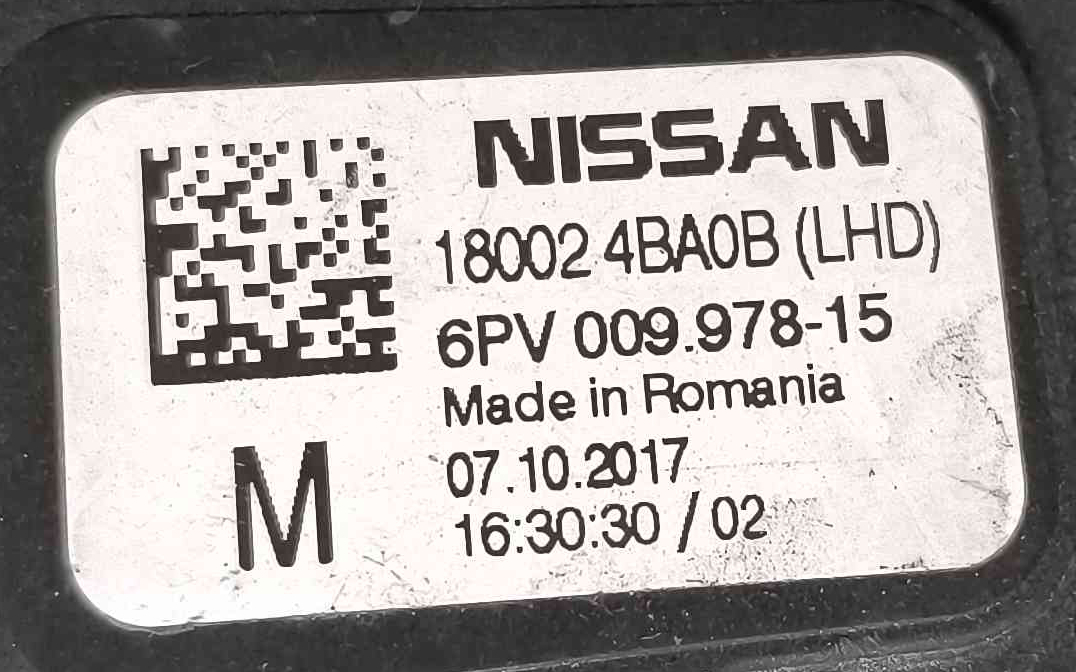 NISSAN
18002 4BA0B (LHD)
6PV 009.978-15
Made in Romania
07.10.2017
16:30:30 / 02
M